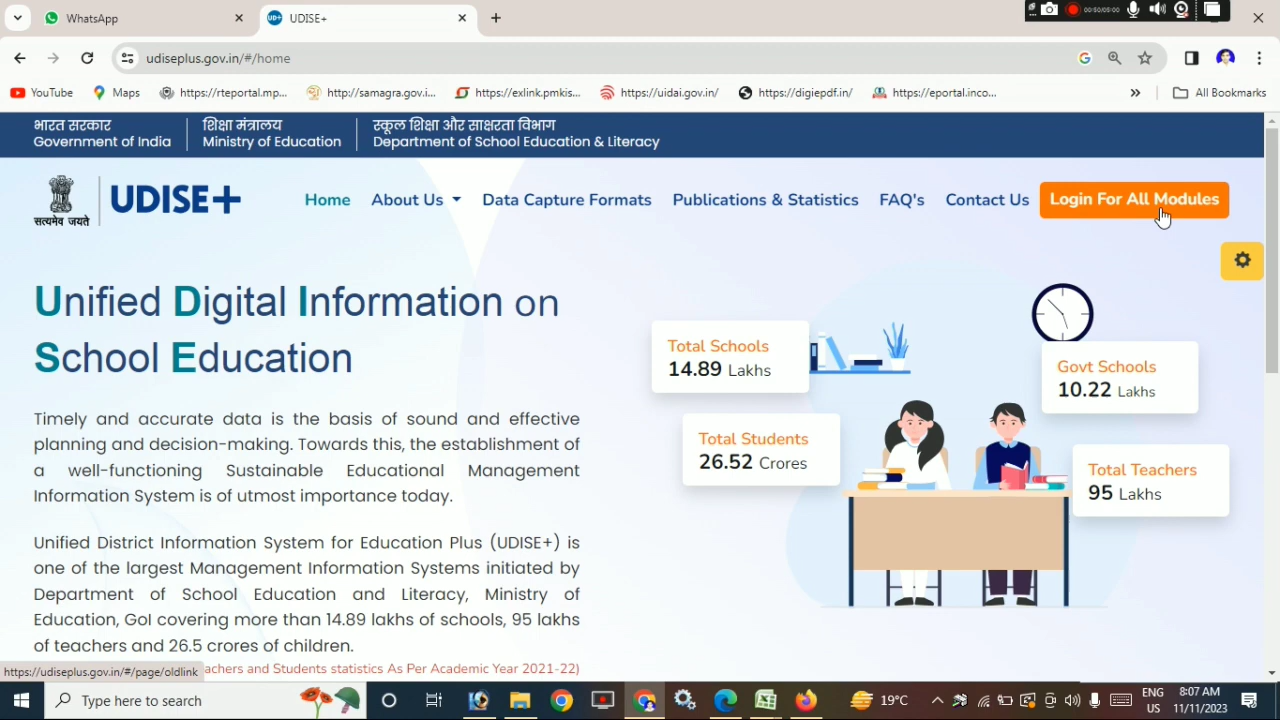 WhatsApp
UDISE+
00:50/05:00
udiseplus.gov.in/#/home
YouTube
Maps
https://rteportal.mp...
http://samagra.gov.i...
https://exlink.pmkis...
https://uidai.gov.in/
https://digiepdf.in/
https://eportal.inco...
All Bookmarks
भारत सरकार
Government of India
शिक्षा मंत्रालय
Ministry of Education
स्कूल शिक्षा और साक्षरता विभाग
Department of School Education & Literacy
सत्यमेव जयते
UDISE+
Home
About Us
Data Capture Formats
Publications & Statistics
FAQ's
Contact Us
Login For All Modules
Unified Digital Information on
School Education
Total Schools
14.89 Lakhs
Govt Schools
10.22 Lakhs
Total Students
26.52 Crores
Total Teachers
95 Lakhs
Timely and accurate data is the basis of sound and effective
planning and decision-making. Towards this, the establishment of
a well-functioning Sustainable Educational Management
Information System is of utmost importance today.
Unified District Information System for Education Plus (UDISE+) is
one of the largest Management Information Systems initiated by
Department of School Education and Literacy, Ministry of
Education, GoI covering more than 14.89 lakhs of schools, 95 lakhs
of teachers and 26.5 crores of children.
https://udiseplus.gov.in/#/page/oldlink
achers and Students statistics As Per Academic Year 2021-22)
Type here to search
19°C
ENG
US
8:07 AM
11/11/2023